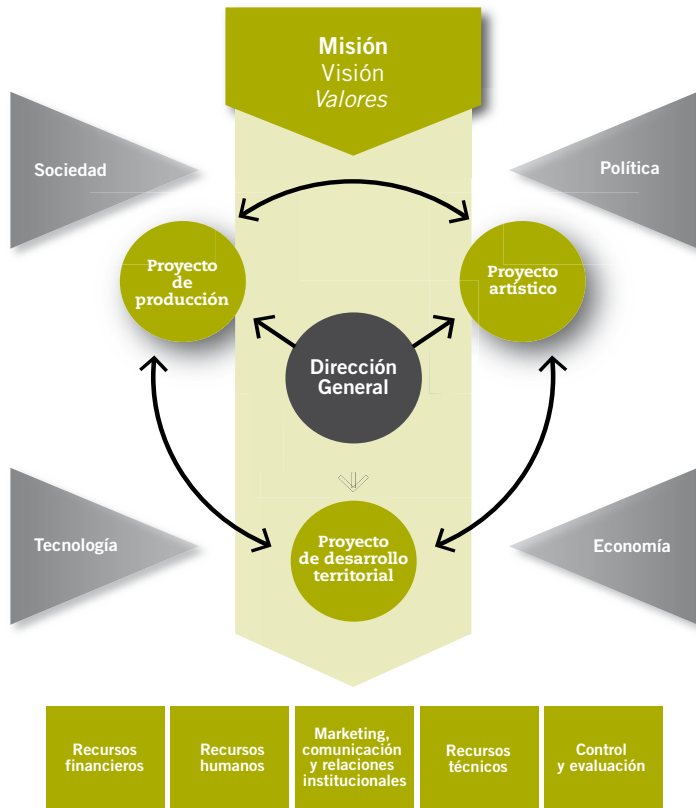 Misión
Visión
Valores
Sociedad
Política
Proyecto
de
producción
Proyecto
artístico
Dirección
General
Tecnología
Economía
Proyecto
de desarrollo
territorial
Recursos
financieros
Recursos
humanos
Marketing,
comunicación
y relaciones
institucionales
Recursos
técnicos
Control
y evaluación